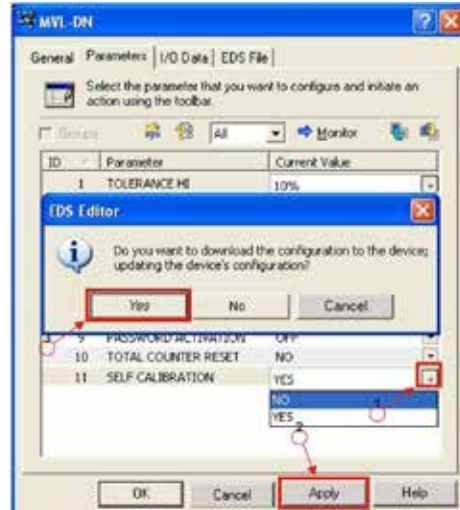 MVL-DN
General Parameters I/O Data EDS File
Select the parameter that you want to configure and initiate an
action using the toolbar.
Groups All Monitor
ID Parameter Current Value
1 TOLERANCE HI 10%
EDS Editor
Do you want to download the configuration to the device;
updating the device's configuration?
Yes No Cancel
9 PASSWORD ACTIVATION OFF
10 TOTAL COUNTER RESET NO
11 SELF CALIBRATION YES
NO
YES
2
OK Cancel Apply Help